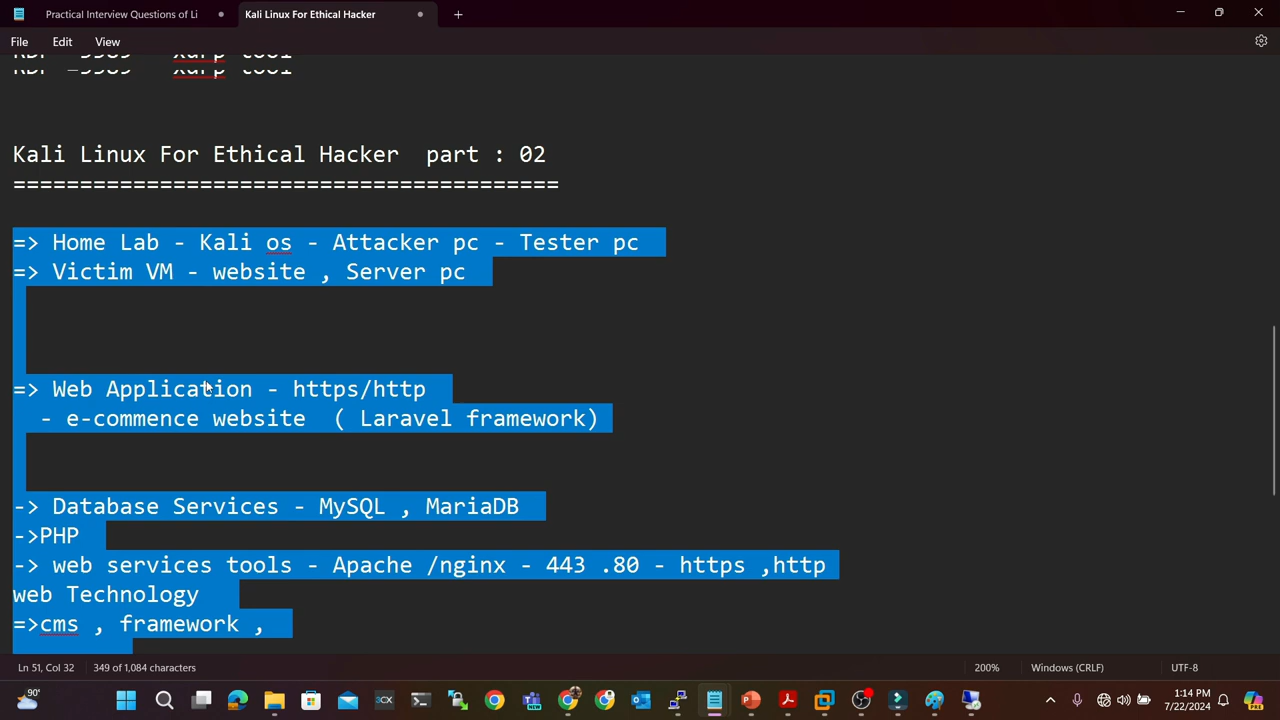 Practical Interview Questions of Li
Kali Linux For Ethical Hacker
File Edit View
Kali Linux For Ethical Hacker part : 02
==========================================
=> Home Lab - Kali os - Attacker pc - Tester pc
=> Victim VM - website , Server pc
=> Web Application - https/http
- e-commence website ( Laravel framework)
-> Database Services - MySQL , MariaDB
->PHP
-> web services tools - Apache /nginx - 443 .80 - https ,http
web Technology
=>cms , framework ,
Ln 51, Col 32 349 of 1,084 characters 200% Windows (CRLF) UTF-8
90°
1:14 PM
7/22/2024